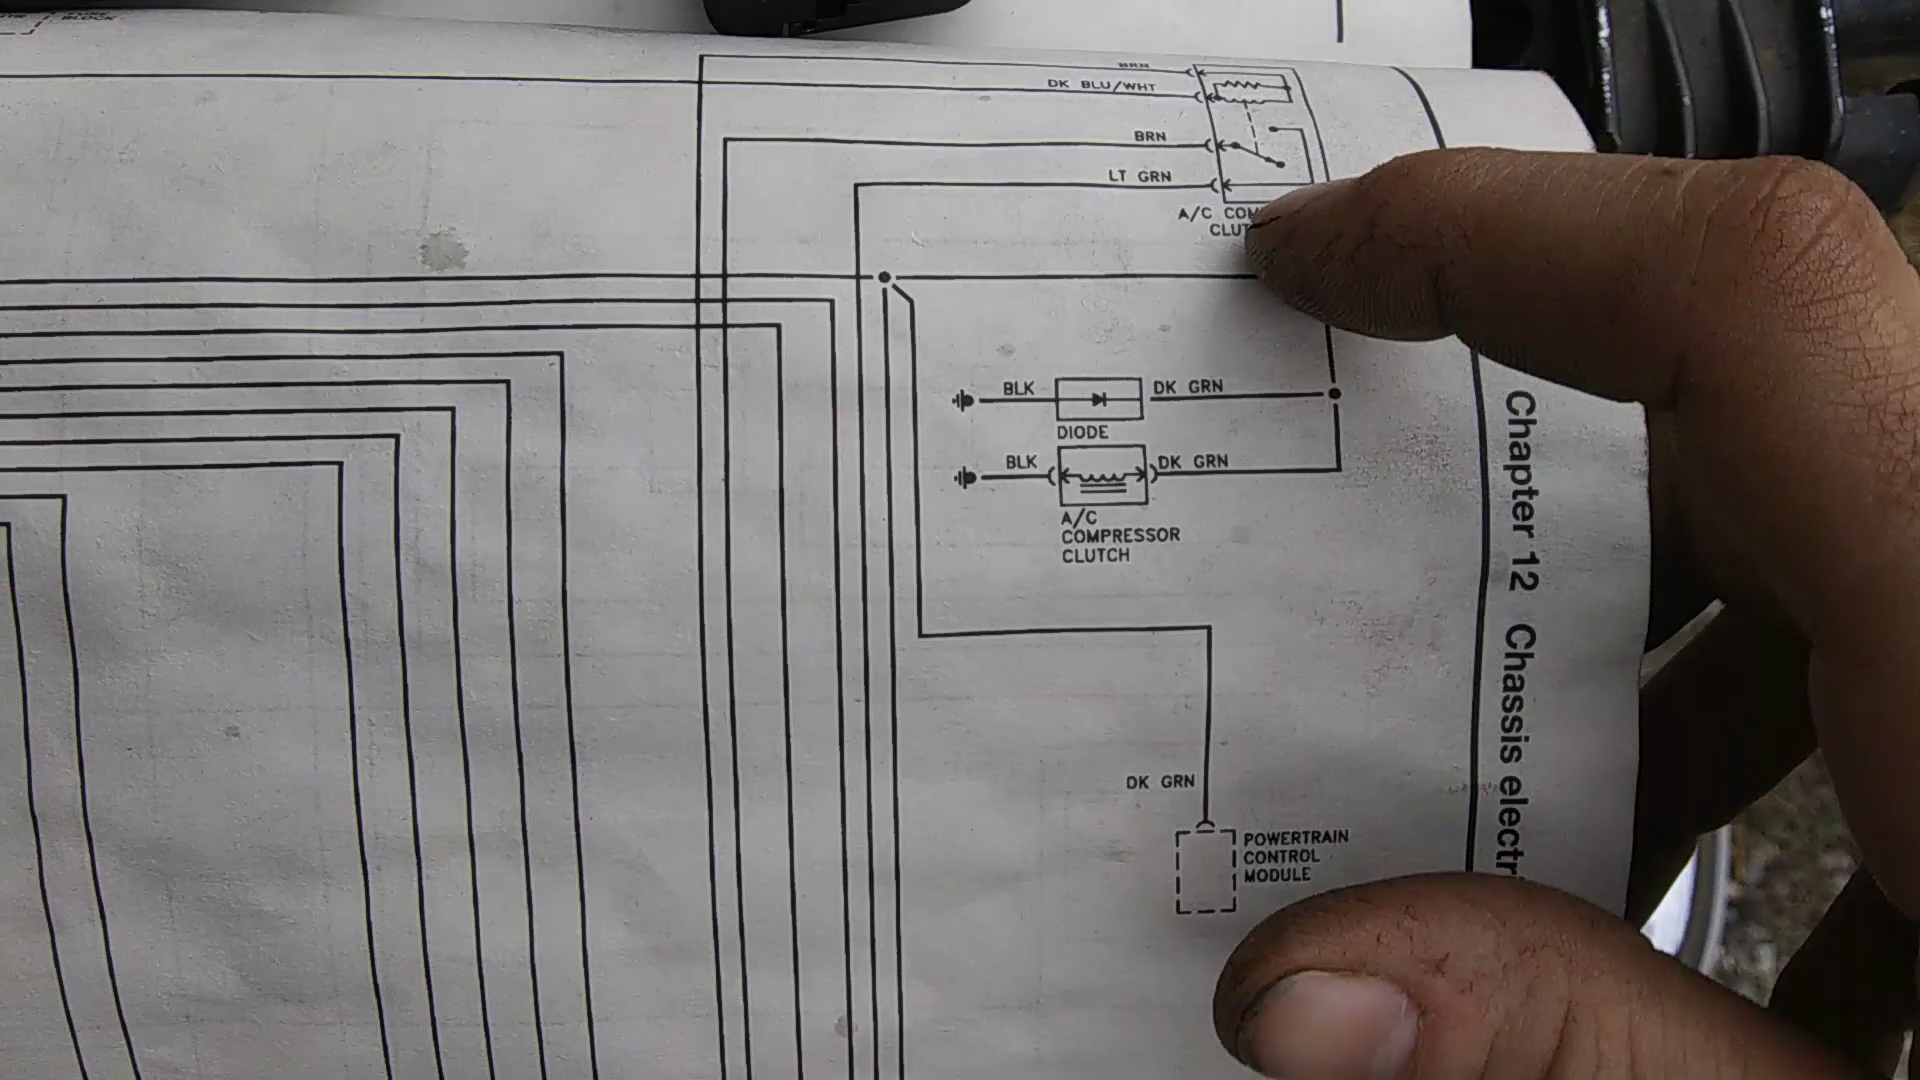 BLOCK
BRN
DK BLU/WHT
BRN
LT GRN
A/C COM
CLUT
BLK
DK GRN
DIODE
BLK
DK GRN
A/C
COMPRESSOR
CLUTCH
DK GRN
POWERTRAIN
CONTROL
MODULE
Chapter 12 Chassis electr